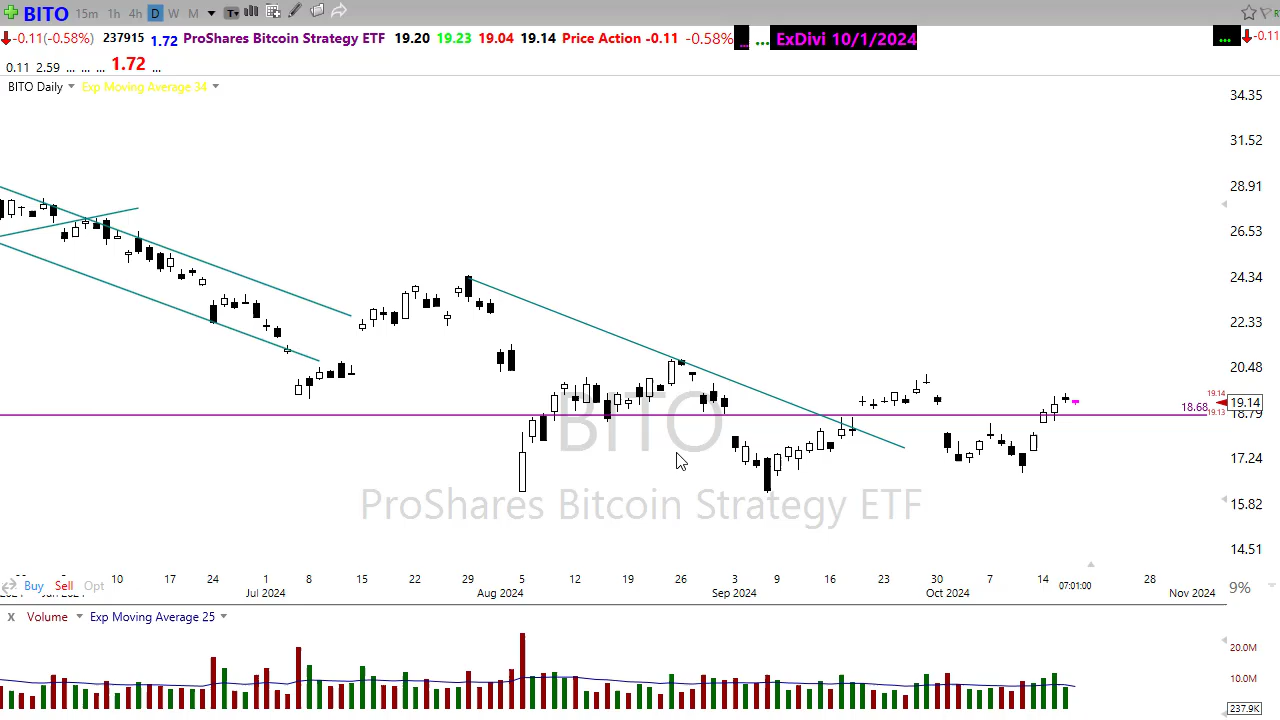 BITO 15m 1h 4h D W M T
-0.11(-0.58%) 237915 1.72 ProShares Bitcoin Strategy ETF 19.20 19.23 19.04 19.14 Price Action -0.11 -0.58% ... ... ExDivi 10/1/2024 ... -0.11
0.11 2.59 ... ... ... 1.72 ...
BITO Daily Exp Moving Average 34
34.35
31.52
28.91
26.53
24.34
22.33
20.48
19.14
18.68 19.14
19.13 18.79
17.24
15.82
14.51
BITO
ProShares Bitcoin Strategy ETF
10 17 24 1 8 15 22 29 5 12 19 26 3 9 16 23 30 7 14 07:01:00 28
Buy Sell Opt 9%
Jul 2024 Aug 2024 Sep 2024 Oct 2024 Nov 2024
X Volume Exp Moving Average 25
20.0M
10.0M
237.9K